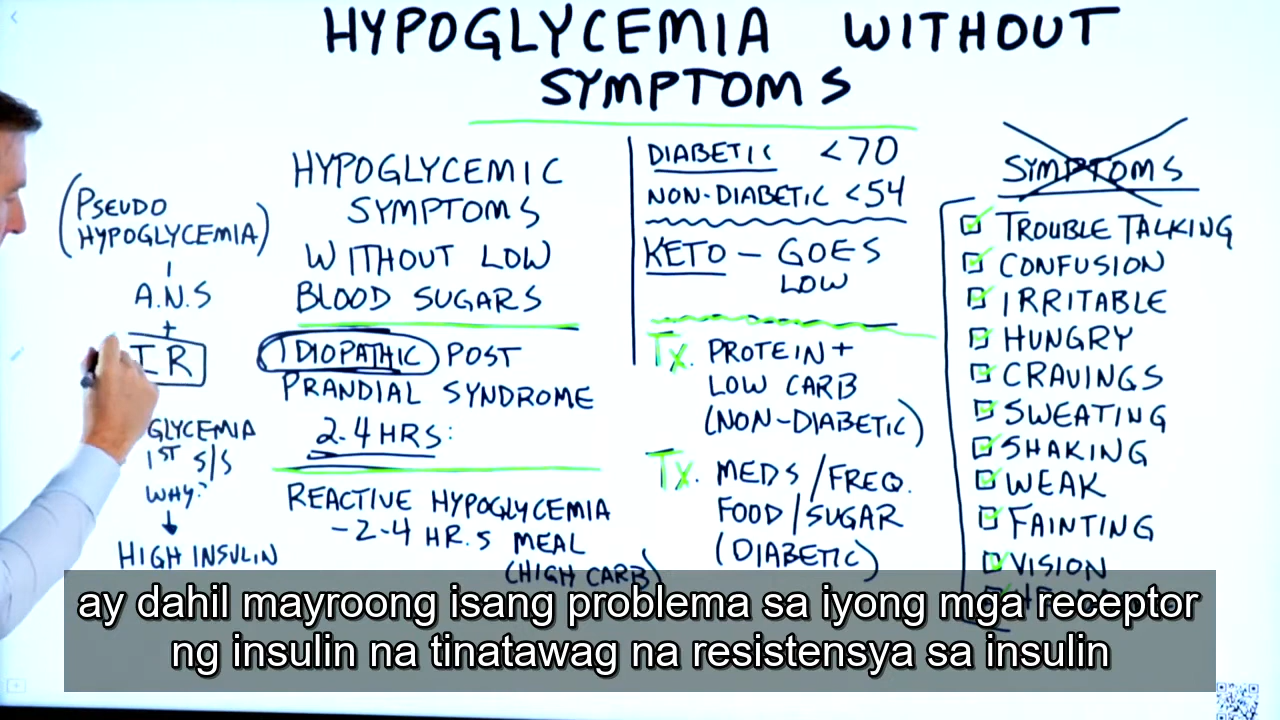 HYPOGLYCEMIA WITHOUT
SYMPTOMS
(PSEUDO
HYPOGLYCEMIA)
A.N.S
+
IR
GLYCEMIA
1ST S/S
WHY?
HIGH INSULIN
HYPOGLYCEMIC
SYMPTOMS
WITHOUT LOW
BLOOD SUGARS
IDIOPATHIC POST
PRANDIAL SYNDROME
2-4 HRS:
REACTIVE HYPOGLYCEMIA
-2-4 HR.S MEAL
(HIGH CARB)
DIABETIC <70
NON-DIABETIC <54
KETO - GOES
LOW
Tx. PROTEIN +
LOW CARB
(NON-DIABETIC)
Tx. MEDS/FREQ.
FOOD/SUGAR
(DIABETIC)
SYMPTOMS
TROUBLE TALKING
CONFUSION
IRRITABLE
HUNGRY
CRAVINGS
SWEATING
SHAKING
WEAK
FAINTING
VISION
ay dahil mayroong isang problema sa iyong mga receptor
ng insulin na tinatawag na resistensya sa insulin